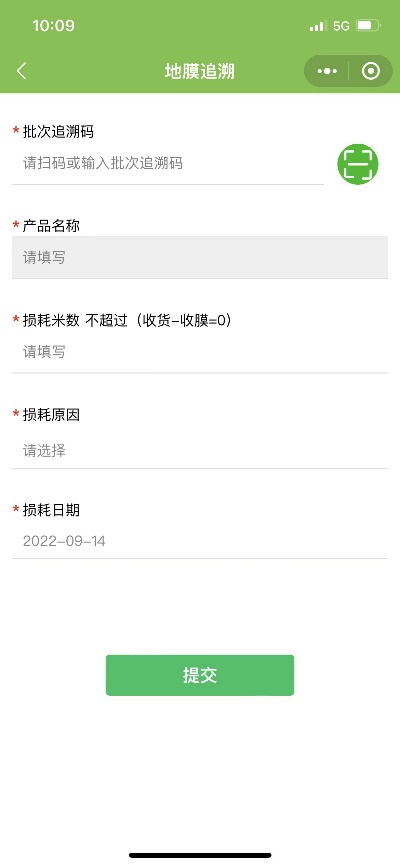 10:09
5G
地膜追溯
*批次追溯码
请扫码或输入批次追溯码
*产品名称
请填写
*损耗米数 不超过（收货-收膜=0）
请填写
*损耗原因
请选择
*损耗日期
2022-09-14
提交